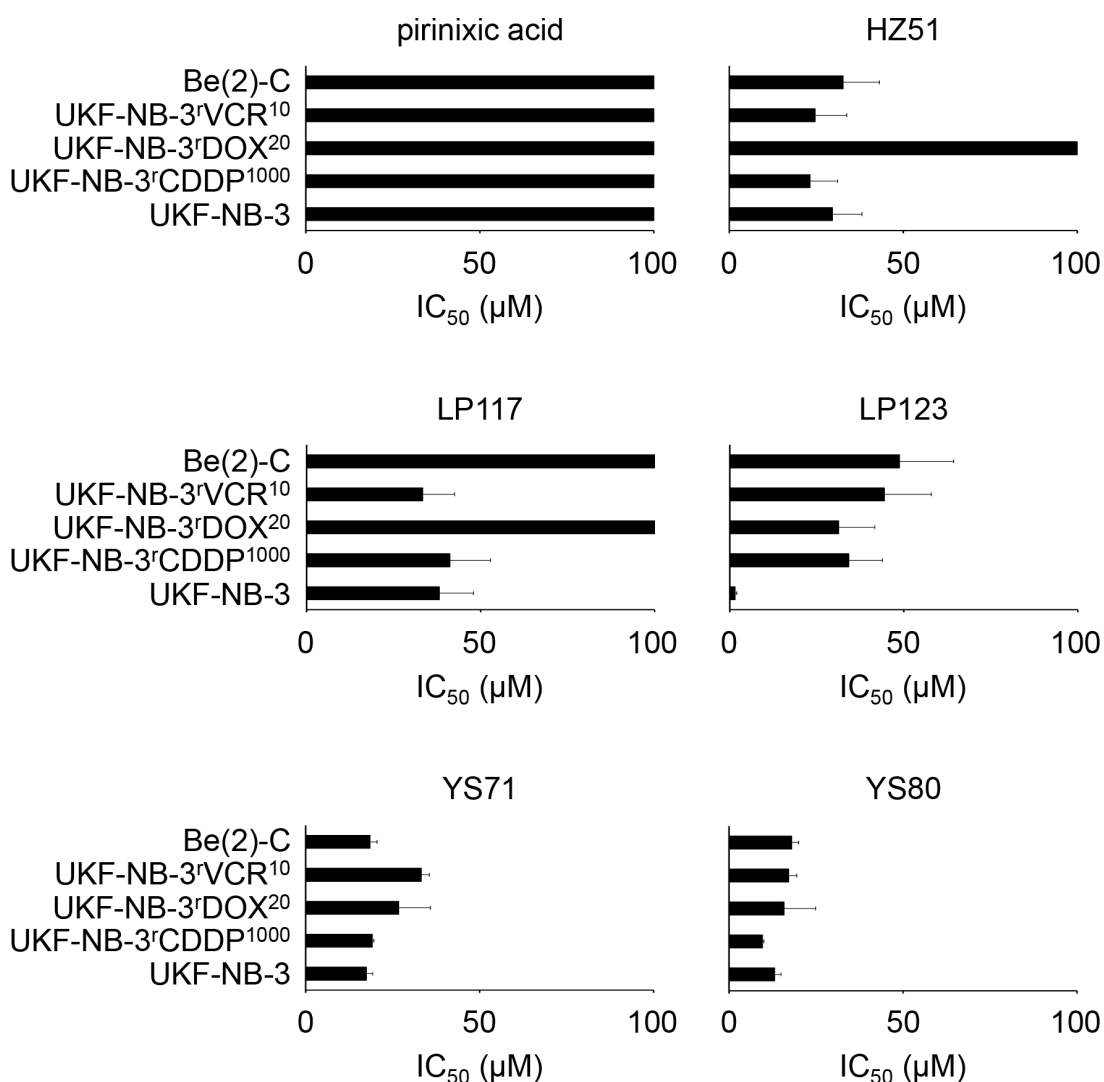 pirinixic acid
HZ51
Be(2)-C
UKF-NB-3ʳVCR¹⁰
UKF-NB-3ʳDOX²⁰
UKF-NB-3ʳCDDP¹⁰⁰⁰
UKF-NB-3
0 50 100
0 50 100
IC₅₀ (µM)
IC₅₀ (µM)
LP117
LP123
Be(2)-C
UKF-NB-3ʳVCR¹⁰
UKF-NB-3ʳDOX²⁰
UKF-NB-3ʳCDDP¹⁰⁰⁰
UKF-NB-3
0 50 100
0 50 100
IC₅₀ (µM)
IC₅₀ (µM)
YS71
YS80
Be(2)-C
UKF-NB-3ʳVCR¹⁰
UKF-NB-3ʳDOX²⁰
UKF-NB-3ʳCDDP¹⁰⁰⁰
UKF-NB-3
0 50 100
0 50 100
IC₅₀ (µM)
IC₅₀ (µM)